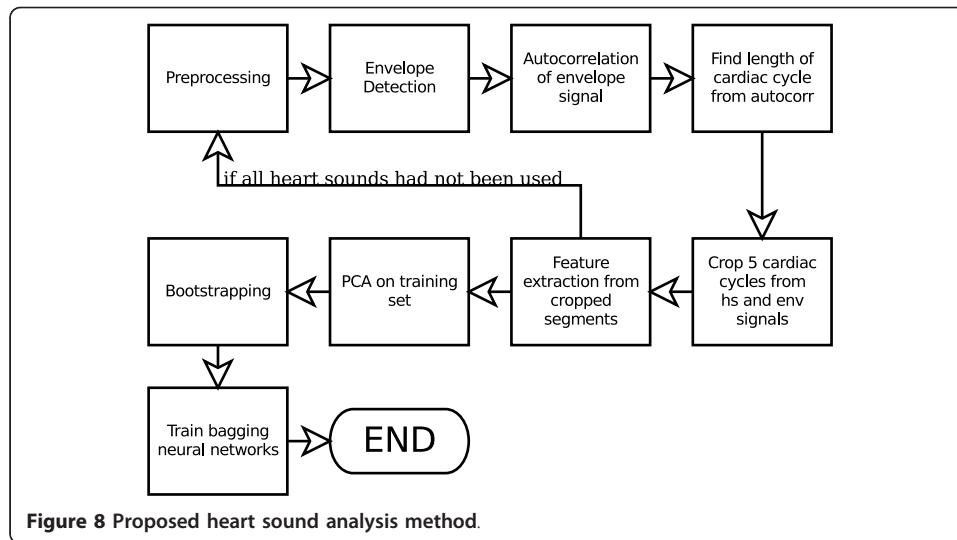 Preprocessing
Envelope
Detection
Autocorrelation
of envelope
signal
Find length of
cardiac cycle
from autocorr
if all heart sounds had not been used
Crop 5 cardiac
cycles from
hs and env
signals
Feature
extraction from
cropped
segments
PCA on training
set
Bootstrapping
Train bagging
neural networks
END
Figure 8 Proposed heart sound analysis method.